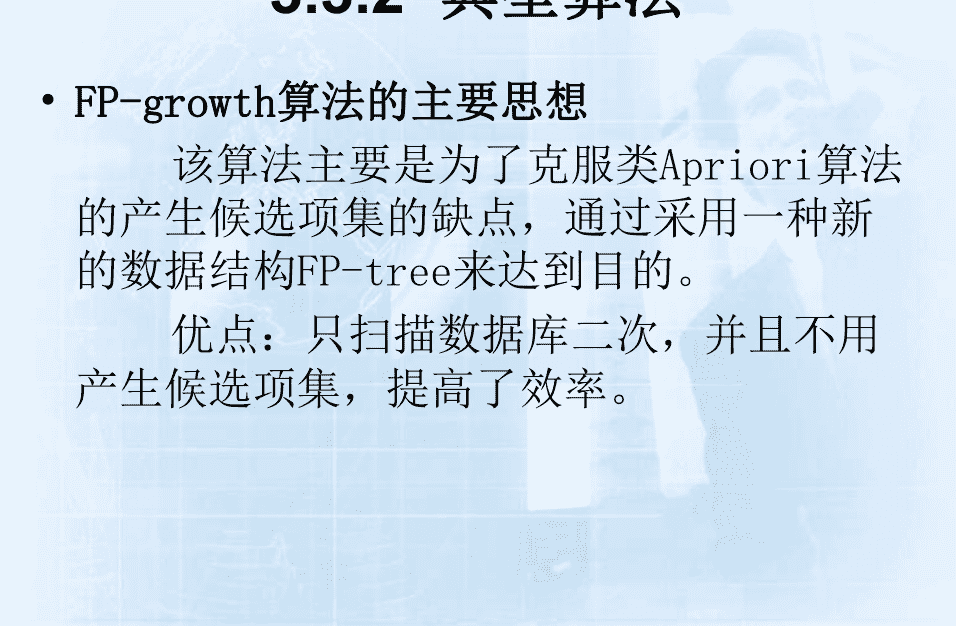 典型算法
• FP-growth算法的主要思想
该算法主要是为了克服类Apriori算法
的产生候选项集的缺点，通过采用一种新
的数据结构FP-tree来达到目的。
优点：只扫描数据库二次，并且不用
产生候选项集，提高了效率。